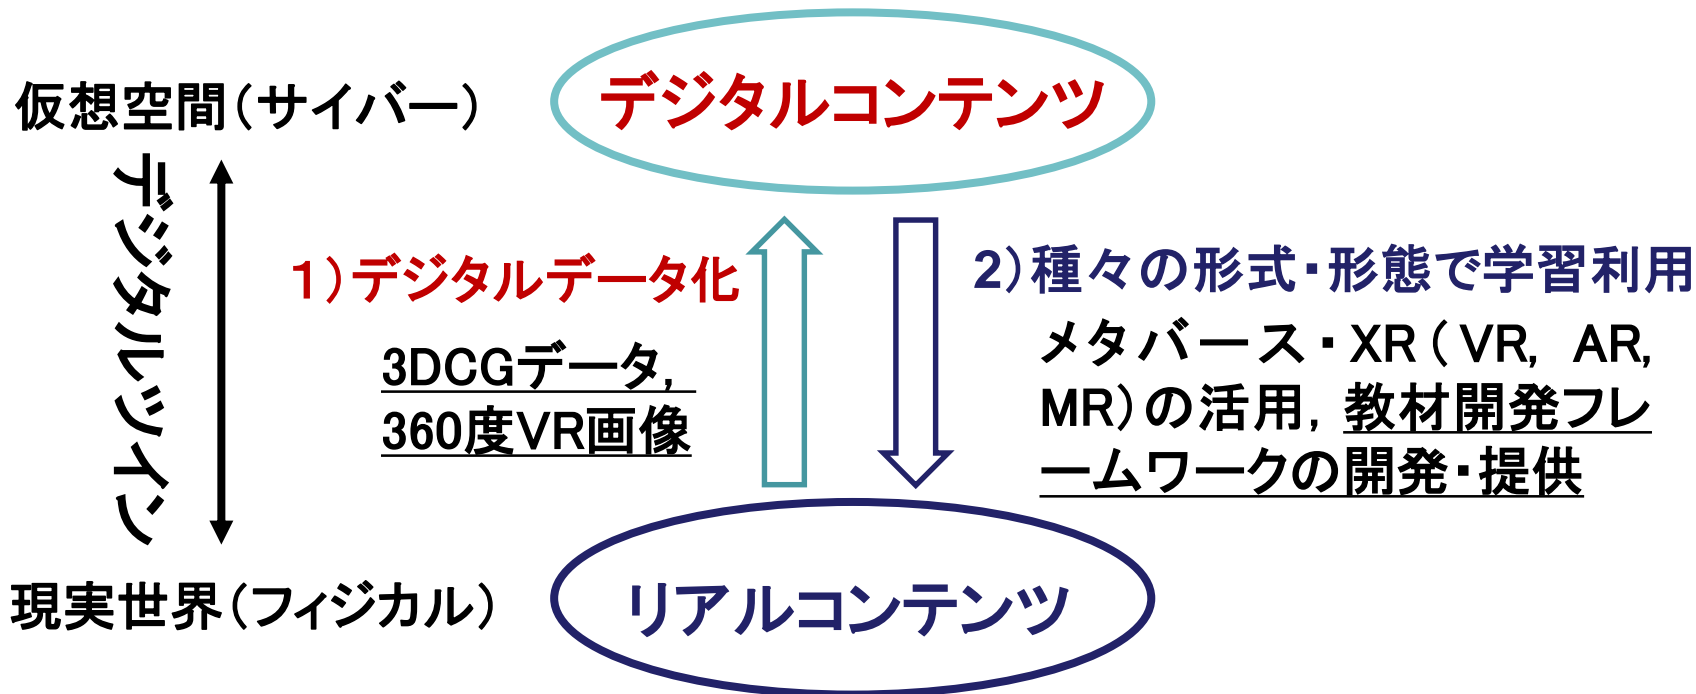 デジタルコンテンツ
仮想空間（サイバー）
デジタルツイン
1）デジタルデータ化
3DCGデータ，
360度VR画像
2）種々の形式・形態で学習利用
メタバース・XR（VR, AR,
MR）の活用，教材開発フレ
ームワークの開発・提供
現実世界（フィジカル）
リアルコンテンツ